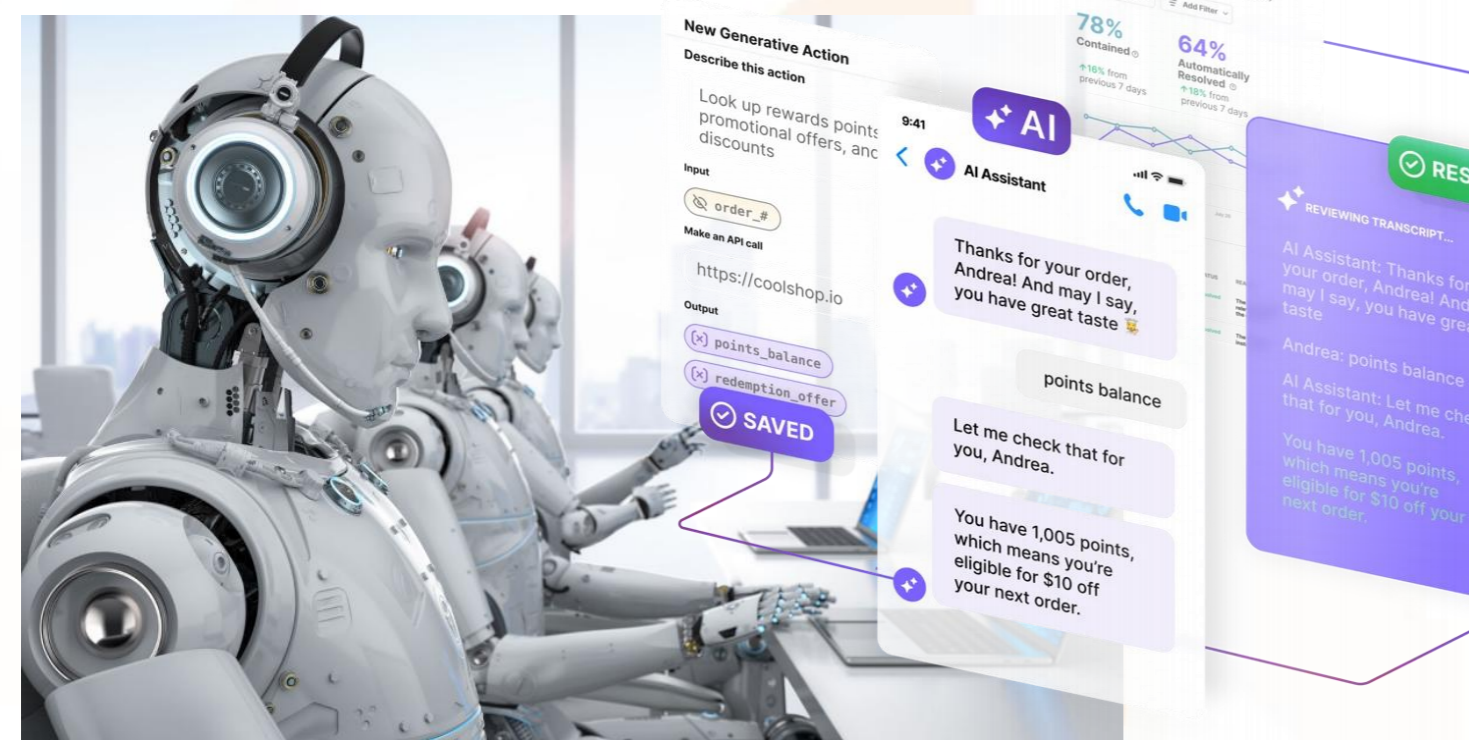 New Generative Action
Describe this action
Look up rewards points
promotional offers, and
discounts
Input
order_#
Make an API call
https://coolshop.io
Output
[x] points_balance
[x] redemption_offer
SAVED
9:41
AI
AI Assistant
Thanks for your order,
Andrea! And may I say,
you have great taste
points balance
Let me check that for
you, Andrea.
You have 1,005 points,
which means you're
eligible for $10 off
your next order.
Add Filter
78%
Contained
↑16% from
previous 7 days
64%
Automatically
Resolved
↑18% from
previous 7 days
RES
REVIEWING TRANSCRIPT...
AI Assistant: Thanks for
your order, Andrea! And
may I say, you have grea
taste
Andrea: points balance
AI Assistant: Let me che
that for you, Andrea.
You have 1,005 points,
which means you're
eligible for $10 off your
next order.